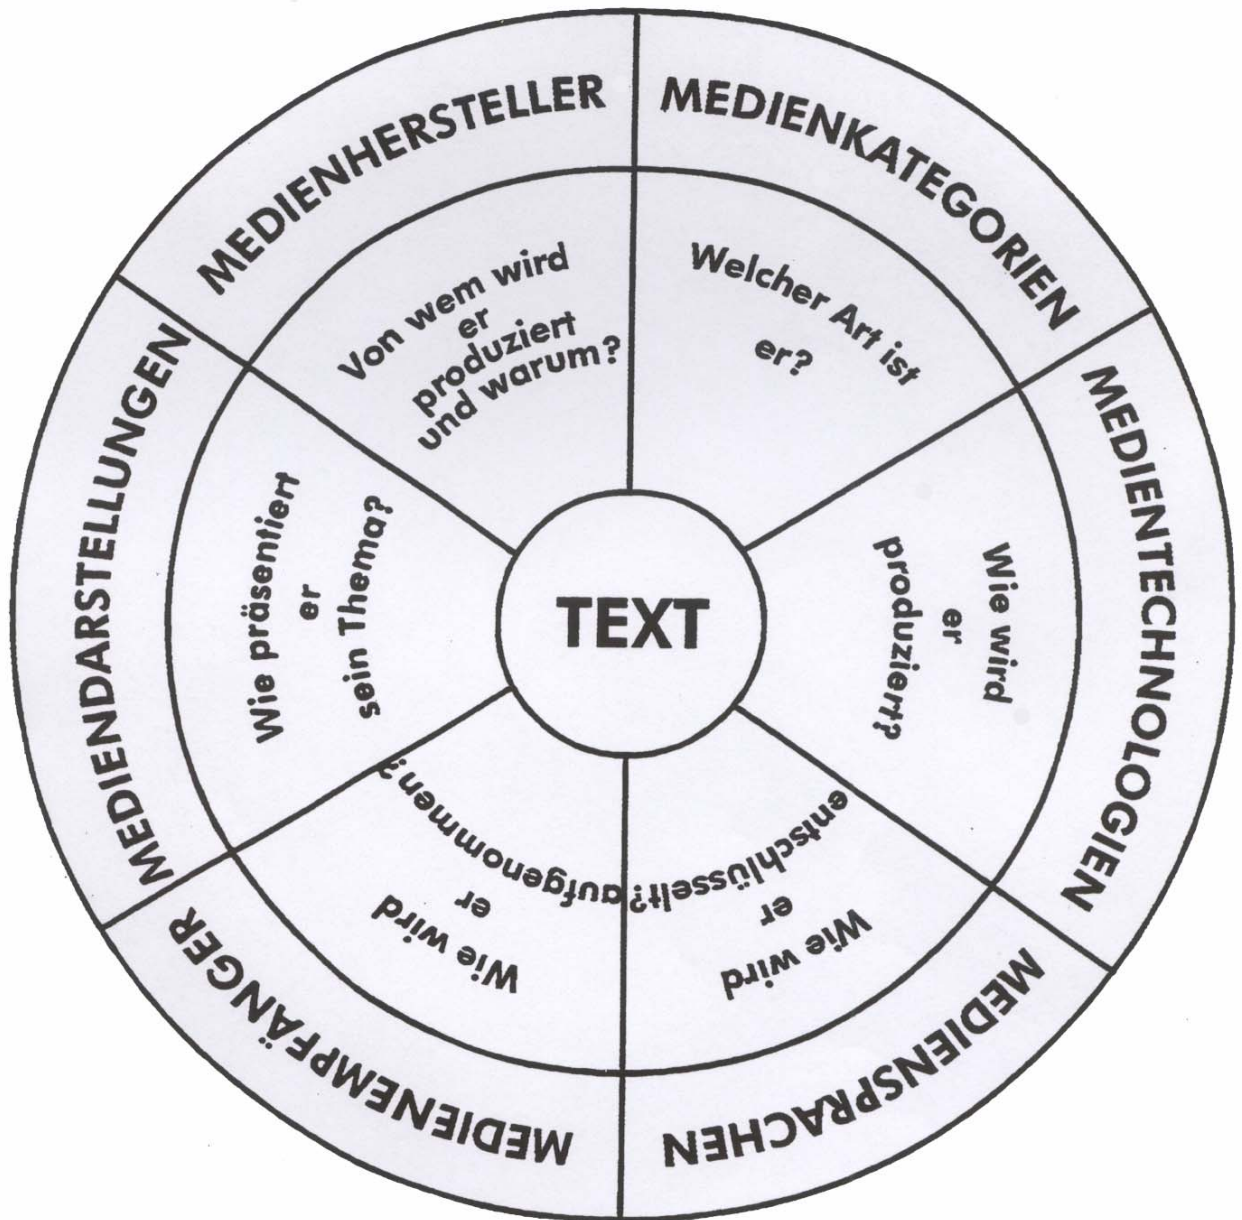 MEDIENHERSTELLER
Von wem wird
er
produziert
und warum?
MEDIENKATEGORIEN
Welcher Art ist
er?
MEDIENTECHNOLOGIEN
Wie wird
er
produziert?
MEDIENSPRACHEN
Wie wird
er
entschlüsselt?
MEDIENEMPFÄNGER
Wie wird
er
aufgenommen?
MEDIENDARSTELLUNGEN
Wie präsentiert
er
sein Thema?
TEXT